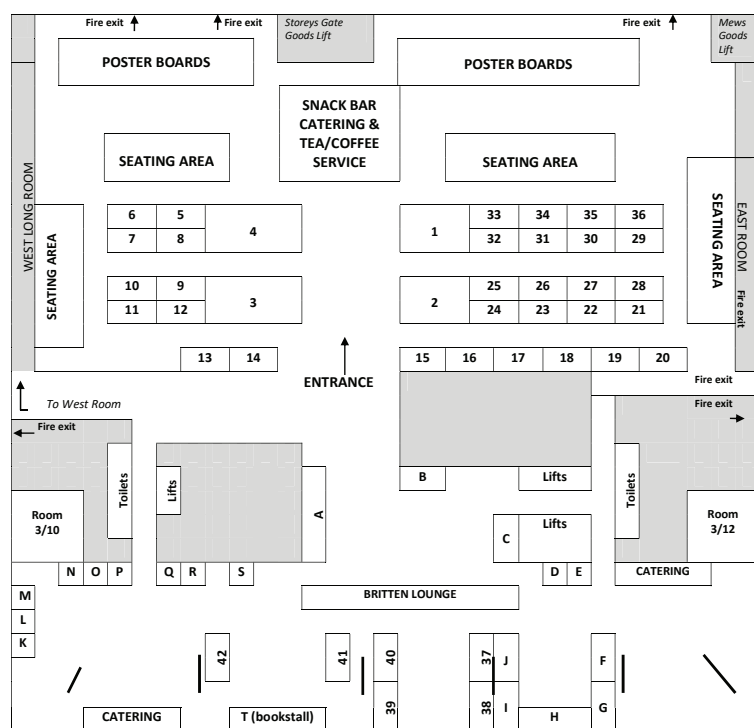 Fire exit
Fire exit
Storeys Gate
Goods Lift
Fire exit
Mews
Goods
Lift
POSTER BOARDS
POSTER BOARDS
SNACK BAR
CATERING &
TEA/COFFEE
SERVICE
SEATING AREA
SEATING AREA
WEST LONG ROOM
SEATING AREA
6 5 4
7 8
1 33 34 35 36
32 31 30 29
SEATING AREA
EAST ROOM
Fire exit
10 9 3
11 12
2 25 26 27 28
24 23 22 21
13 14
15 16 17 18 19 20
ENTRANCE
Fire exit
To West Room
Fire exit
Fire exit
Toilets
Lifts
A
B
Lifts
Toilets
Room
3/10
Room
3/12
C
Lifts
N O P
Q R S
D E
CATERING
M
L
K
BRITTEN LOUNGE
42
41
40
37
J
F
39
38
I
G
CATERING
T (bookstall)
H